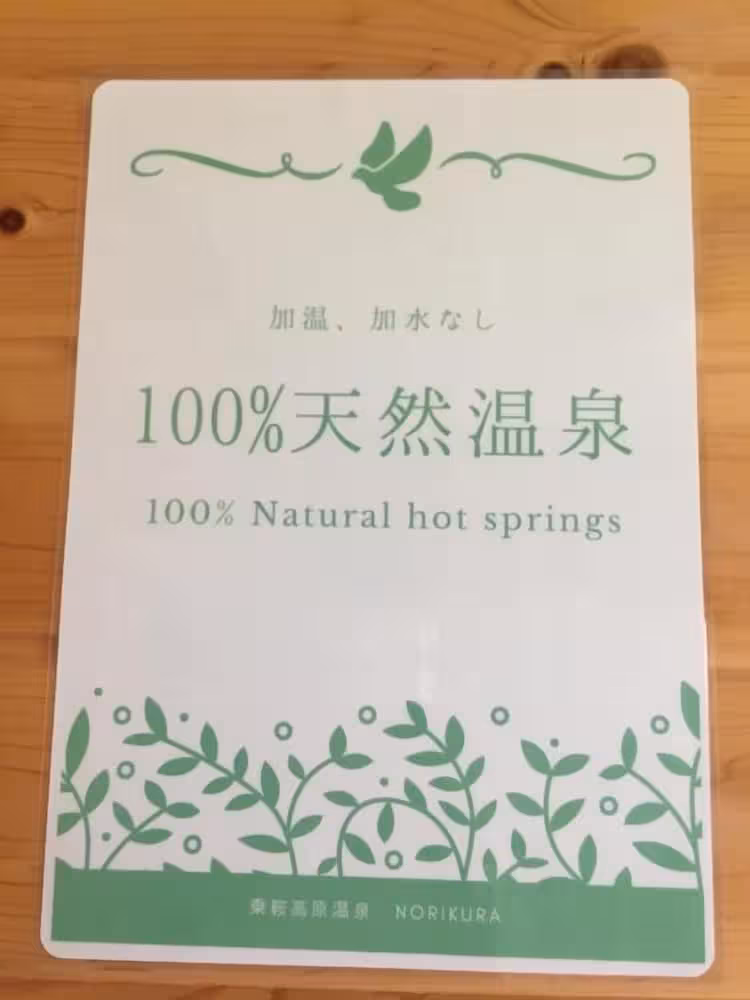 加温、加水なし
100%天然温泉
100% Natural hot springs
乗鞍高原温泉 NORIKURA